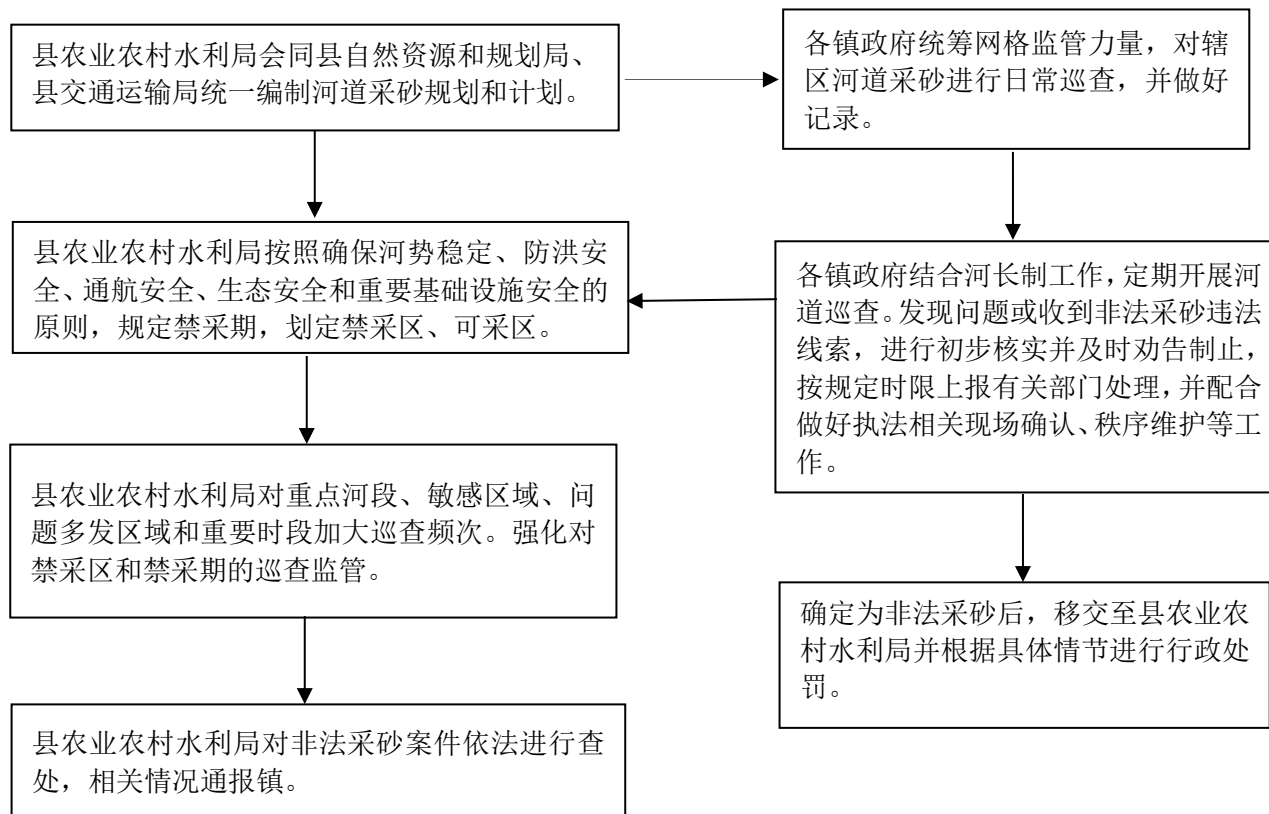 县农业农村水利局会同县自然资源和规划局、
县交通运输局统一编制河道采砂规划和计划。
各镇政府统筹网格监管力量，对辖
区河道采砂进行日常巡查，并做好
记录。
县农业农村水利局按照确保河势稳定、防洪安
全、通航安全、生态安全和重要基础设施安全的
原则，规定禁采期，划定禁采区、可采区。
各镇政府结合河长制工作，定期开展河
道巡查。发现问题或收到非法采砂违法
线索，进行初步核实并及时劝告制止，
按规定时限上报有关部门处理，并配合
做好执法相关现场确认、秩序维护等工
作。
县农业农村水利局对重点河段、敏感区域、问
题多发区域和重要时段加大巡查频次。强化对
禁采区和禁采期的巡查监管。
确定为非法采砂后，移交至县农业农
村水利局并根据具体情节进行行政处
罚。
县农业农村水利局对非法采砂案件依法进行查
处，相关情况通报镇。